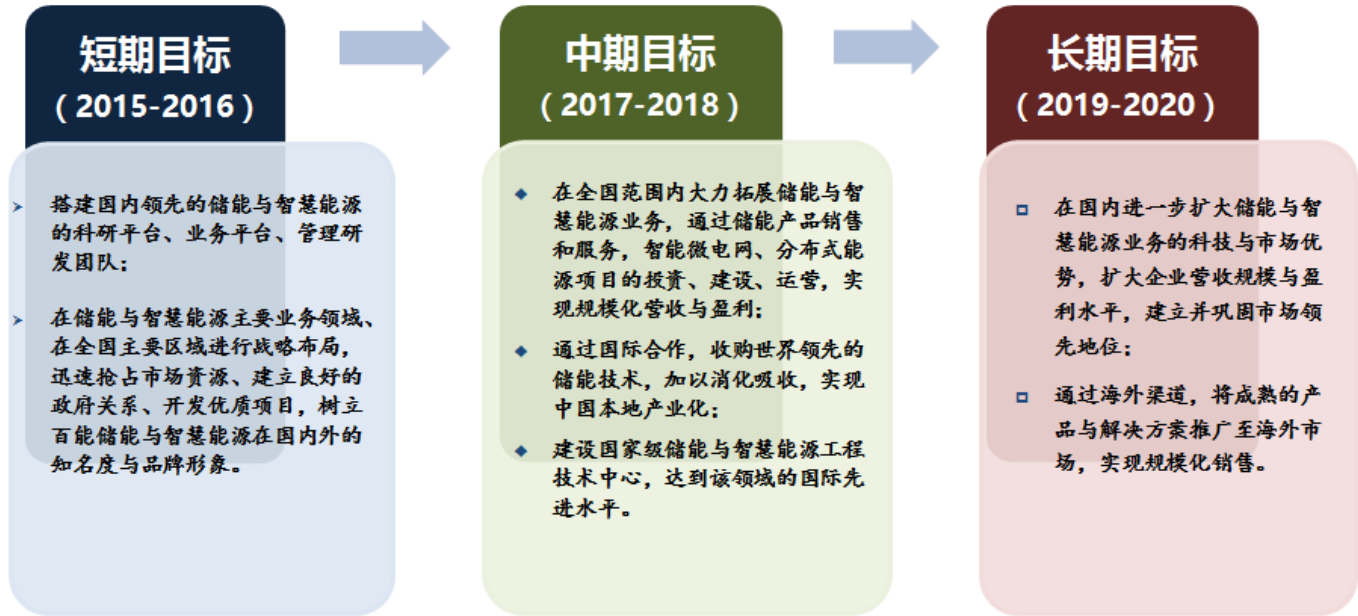 短期目标
（2015-2016）
搭建国内领先的储能与智慧能源
的科研平台、业务平台、管理研
发团队；
在储能与智慧能源主要业务领域、
在全国主要区域进行战略布局，
迅速抢占市场资源、建立良好的
政府关系、开发优质项目，树立
百能储能与智慧能源在国内外的
知名度与品牌形象。
中期目标
（2017-2018）
在全国范围内大力拓展储能与智
慧能源业务，通过储能产品销售
和服务，智能微电网、分布式能
源项目的投资、建设、运营，实
现规模化营收与盈利；
通过国际合作，收购世界领先的
储能技术，加以消化吸收，实现
中国本地产业化；
建设国家级储能与智慧能源工程
技术中心，达到该领域的国际先
进水平。
长期目标
（2019-2020）
在国内进一步扩大储能与智
慧能源业务的科技与市场优
势，扩大企业营收规模与盈
利水平，建立并巩固市场领
先地位；
通过海外渠道，将成熟的产
品与解决方案推广至海外市
场，实现规模化销售。